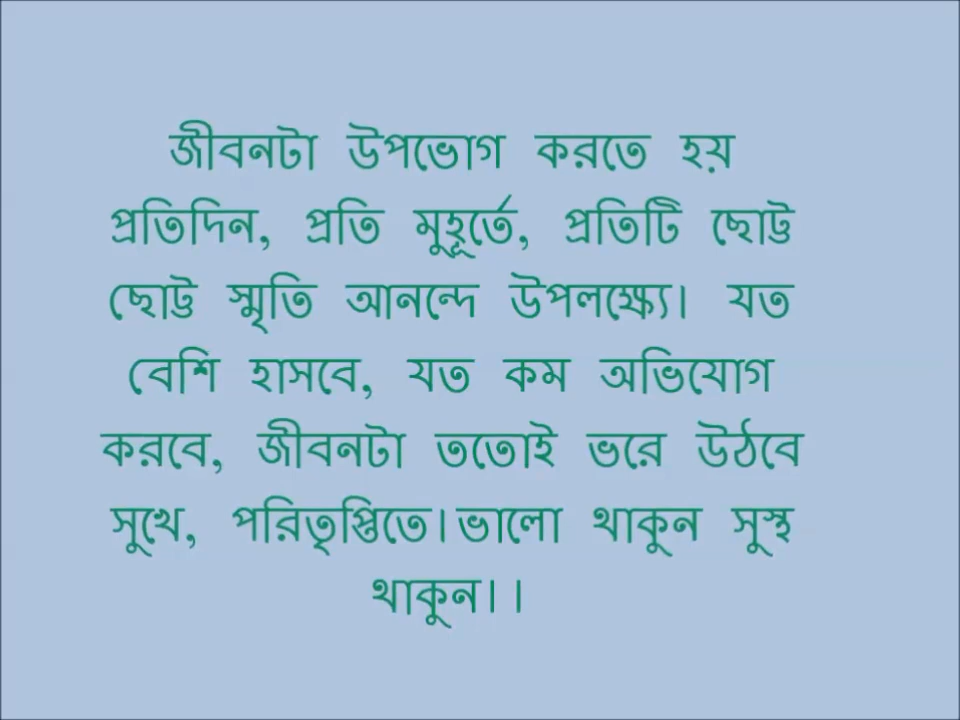 জীবনটা উপভোগ করতে হয়
প্রতিদিন, প্রতি মুহূর্তে, প্রতিটি ছোট্ট
ছোট্ট স্মৃতি আনন্দে উপলক্ষ্যে। যত
বেশি হাসবে, যত কম অভিযোগ
করবে, জীবনটা ততোই ভরে উঠবে
সুখে, পরিতৃপ্তিতে।ভালো থাকুন সুস্থ
থাকুন।।